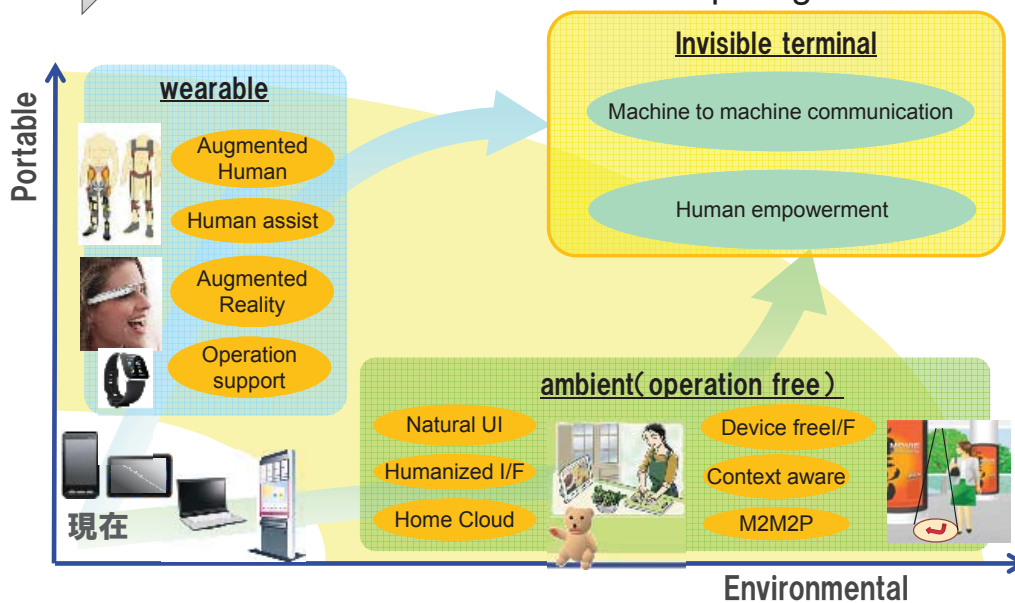 Invisible terminal
Machine to machine communication
Human empowerment
Portable
wearable
Augmented
Human
Human assist
Augmented
Reality
Operation
support
ambient(operation free)
Natural UI
Humanized I/F
Home Cloud
Device freeI/F
Context aware
M2M2P
現在
Environmental